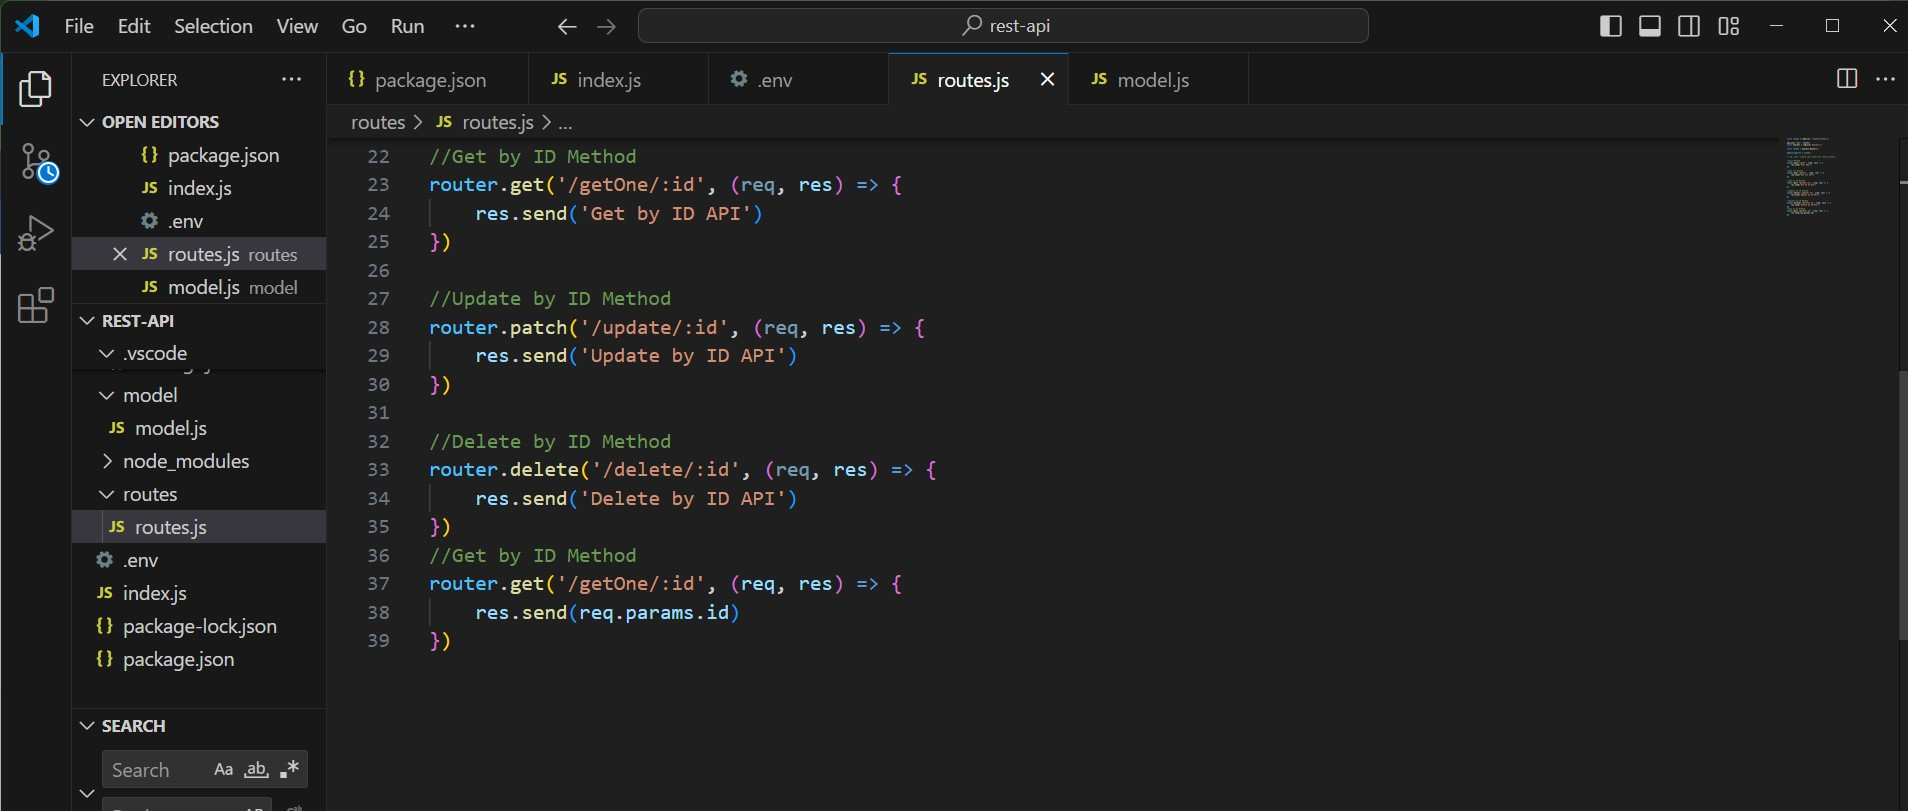 File Edit Selection View Go Run ··· rest-api
EXPLORER ···
OPEN EDITORS
{} package.json
JS index.js
.env
JS routes.js routes
JS model.js model
REST-API
.vscode
model
JS model.js
node_modules
routes
JS routes.js
.env
JS index.js
{} package-lock.json
{} package.json
SEARCH
Search Aa ab
{} package.json JS index.js .env JS routes.js JS model.js
routes > JS routes.js > ...
22 //Get by ID Method
23 router.get('/getOne/:id', (req, res) => {
24 res.send('Get by ID API')
25 })
26
27 //Update by ID Method
28 router.patch('/update/:id', (req, res) => {
29 res.send('Update by ID API')
30 })
31
32 //Delete by ID Method
33 router.delete('/delete/:id', (req, res) => {
34 res.send('Delete by ID API')
35 })
36 //Get by ID Method
37 router.get('/getOne/:id', (req, res) => {
38 res.send(req.params.id)
39 })